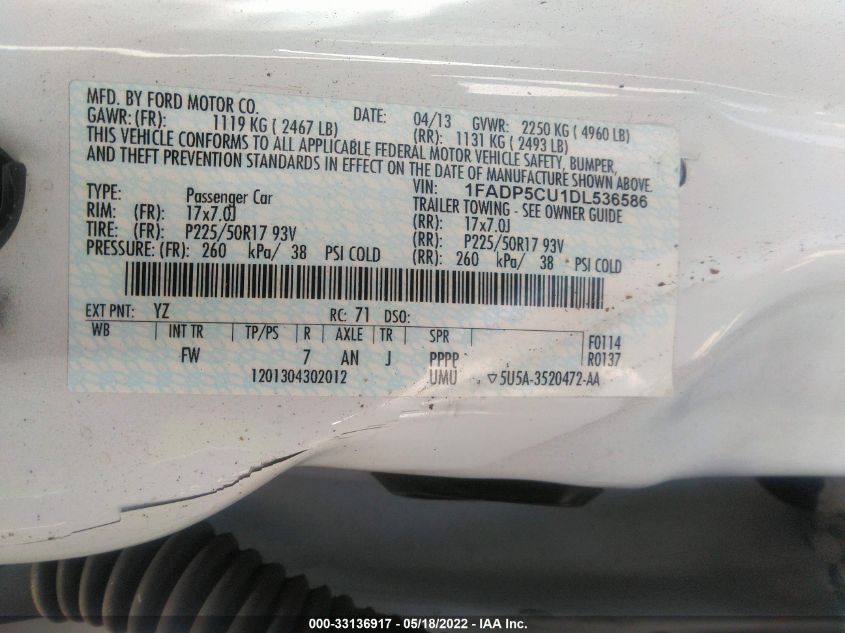 MFD. BY FORD MOTOR CO.
DATE: 04/13 GVWR: 2250 KG ( 4960 LB)
GAWR: (FR): 1119 KG ( 2467 LB) (RR): 1131 KG ( 2493 LB)
THIS VEHICLE CONFORMS TO ALL APPLICABLE FEDERAL MOTOR VEHICLE SAFETY, BUMPER,
AND THEFT PREVENTION STANDARDS IN EFFECT ON THE DATE OF MANUFACTURE SHOWN ABOVE.
VIN: 1FADP5CU1DL536586
TYPE: Passenger Car TRAILER TOWING - SEE OWNER GUIDE
RIM: (FR): 17x7.0J (RR): 17x7.0J
TIRE: (FR): P225/50R17 93V (RR): P225/50R17 93V
PRESSURE: (FR): 260 kPa/ 38 PSI COLD (RR): 260 kPa/ 38 PSI COLD
EXT PNT: YZ RC: 71 DSO:
WB INT TR TP/PS R AXLE TR SPR F0114
FW 7 AN J PPPP R0137
1201304302012 UMU ▽5U5A-3520472-AA
000-33136917 - 05/18/2022 - IAA Inc.